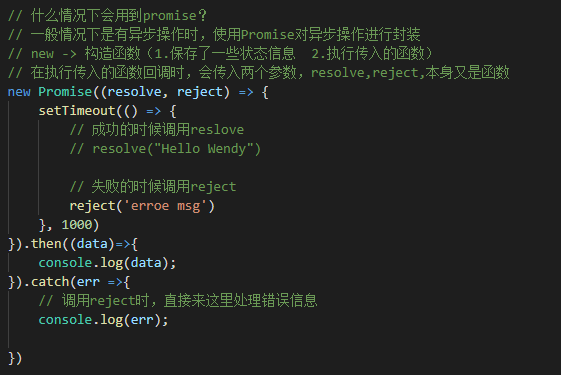 // 什么情况下会用到promise？
// 一般情况下是有异步操作时，使用Promise对异步操作进行封装
// new -> 构造函数（1.保存了一些状态信息  2.执行传入的函数）
// 在执行传入的函数回调时，会传入两个参数，resolve,reject,本身又是函数
new Promise((resolve, reject) => {
    setTimeout(() => {
        // 成功的时候调用reslove
        // resolve("Hello Wendy")
        // 失败的时候调用reject
        reject('erroe msg')
    }, 1000)
}).then((data)=>{
    console.log(data);
}).catch(err =>{
    // 调用reject时，直接来这里处理错误信息
    console.log(err);
})